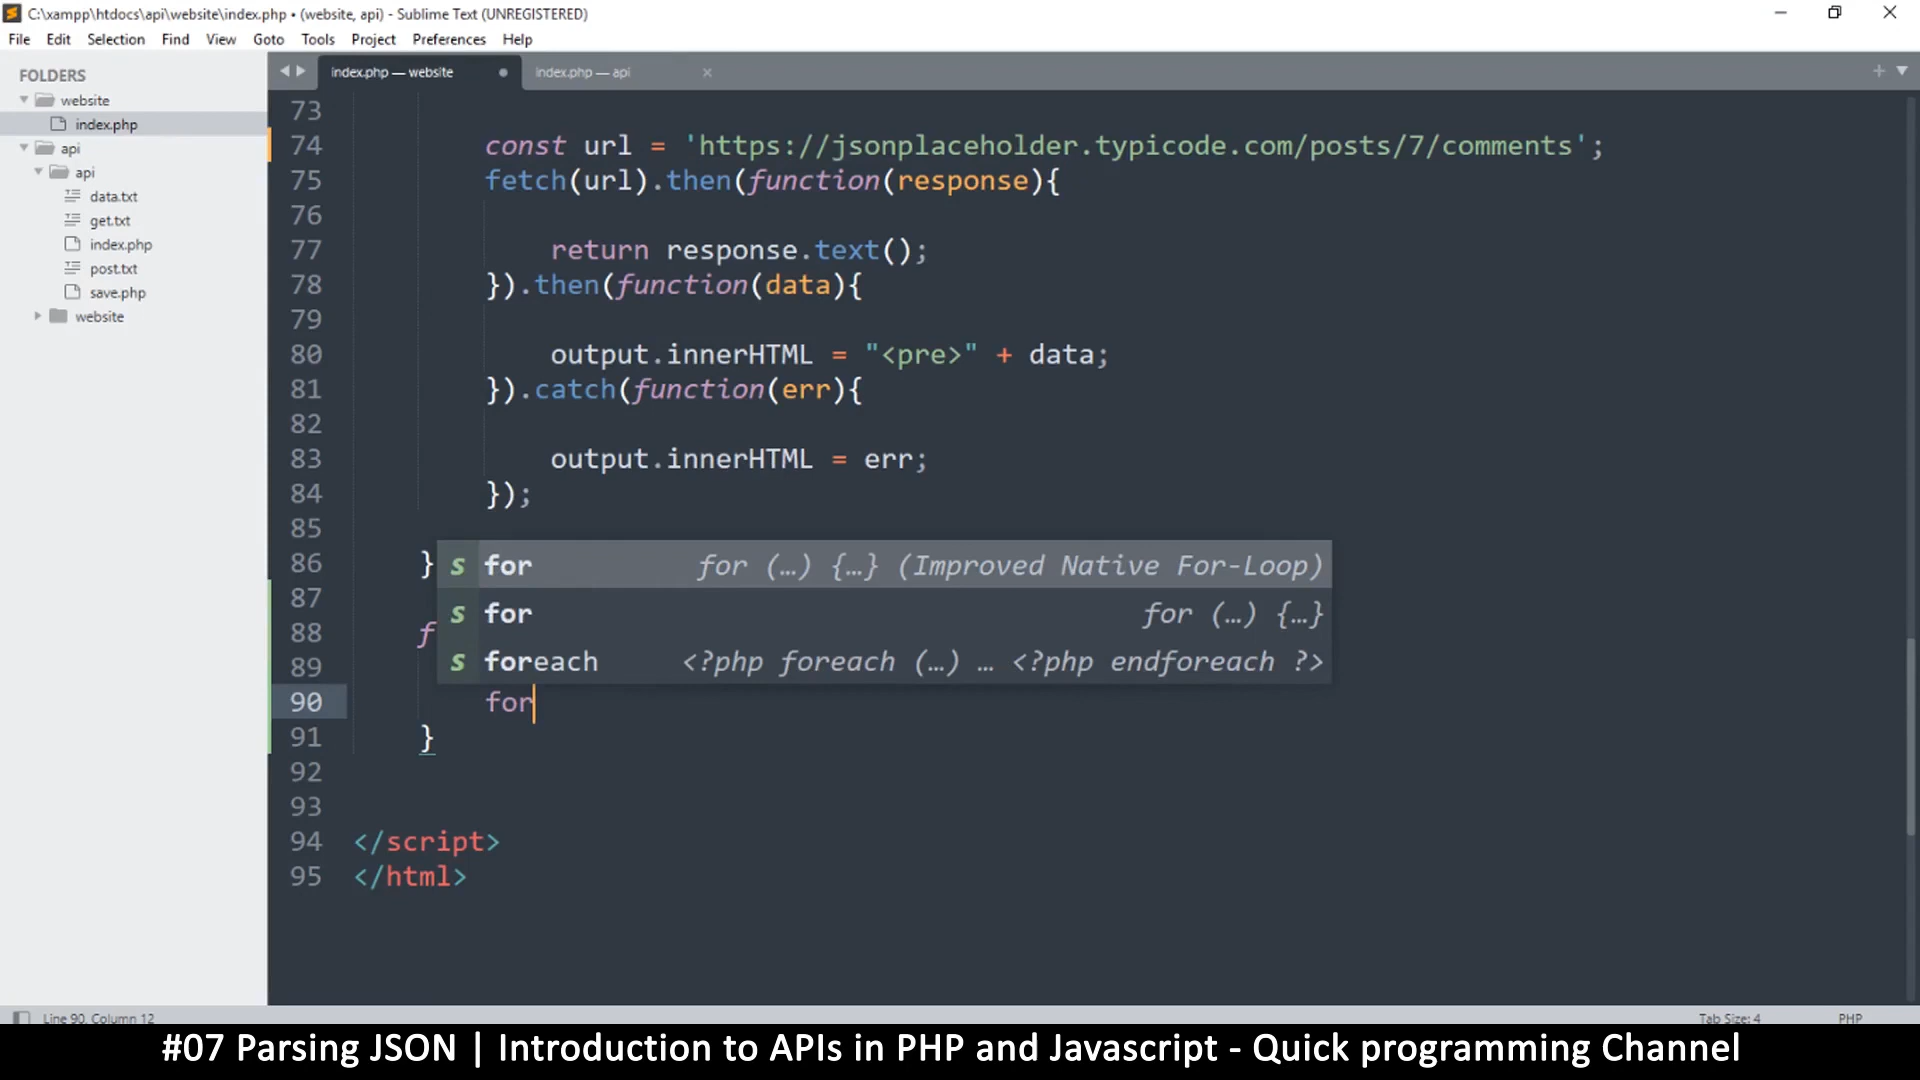 C:\xampp\htdocs\api\website\index.php • (website, api) - Sublime Text (UNREGISTERED)
File Edit Selection Find View Goto Tools Project Preferences Help
FOLDERS
website
index.php
api
api
data.txt
get.txt
index.php
post.txt
save.php
website
index.php — website
index.php — api
73
74 const url = 'https://jsonplaceholder.typicode.com/posts/7/comments';
75 fetch(url).then(function(response){
76
77 return response.text();
78 }).then(function(data){
79
80 output.innerHTML = "<pre>" + data;
81 }).catch(function(err){
82
83 output.innerHTML = err;
84 });
85
86 }
87
88 f
89
90 for
91 }
92
93
94 </script>
95 </html>
s for for (…) {…} (Improved Native For-Loop)
s for for (…) {…}
s foreach <?php foreach (…) … <?php endforeach ?>
Line 90, Column 12
Tab Size: 4
PHP
#07 Parsing JSON | Introduction to APIs in PHP and Javascript - Quick programming Channel